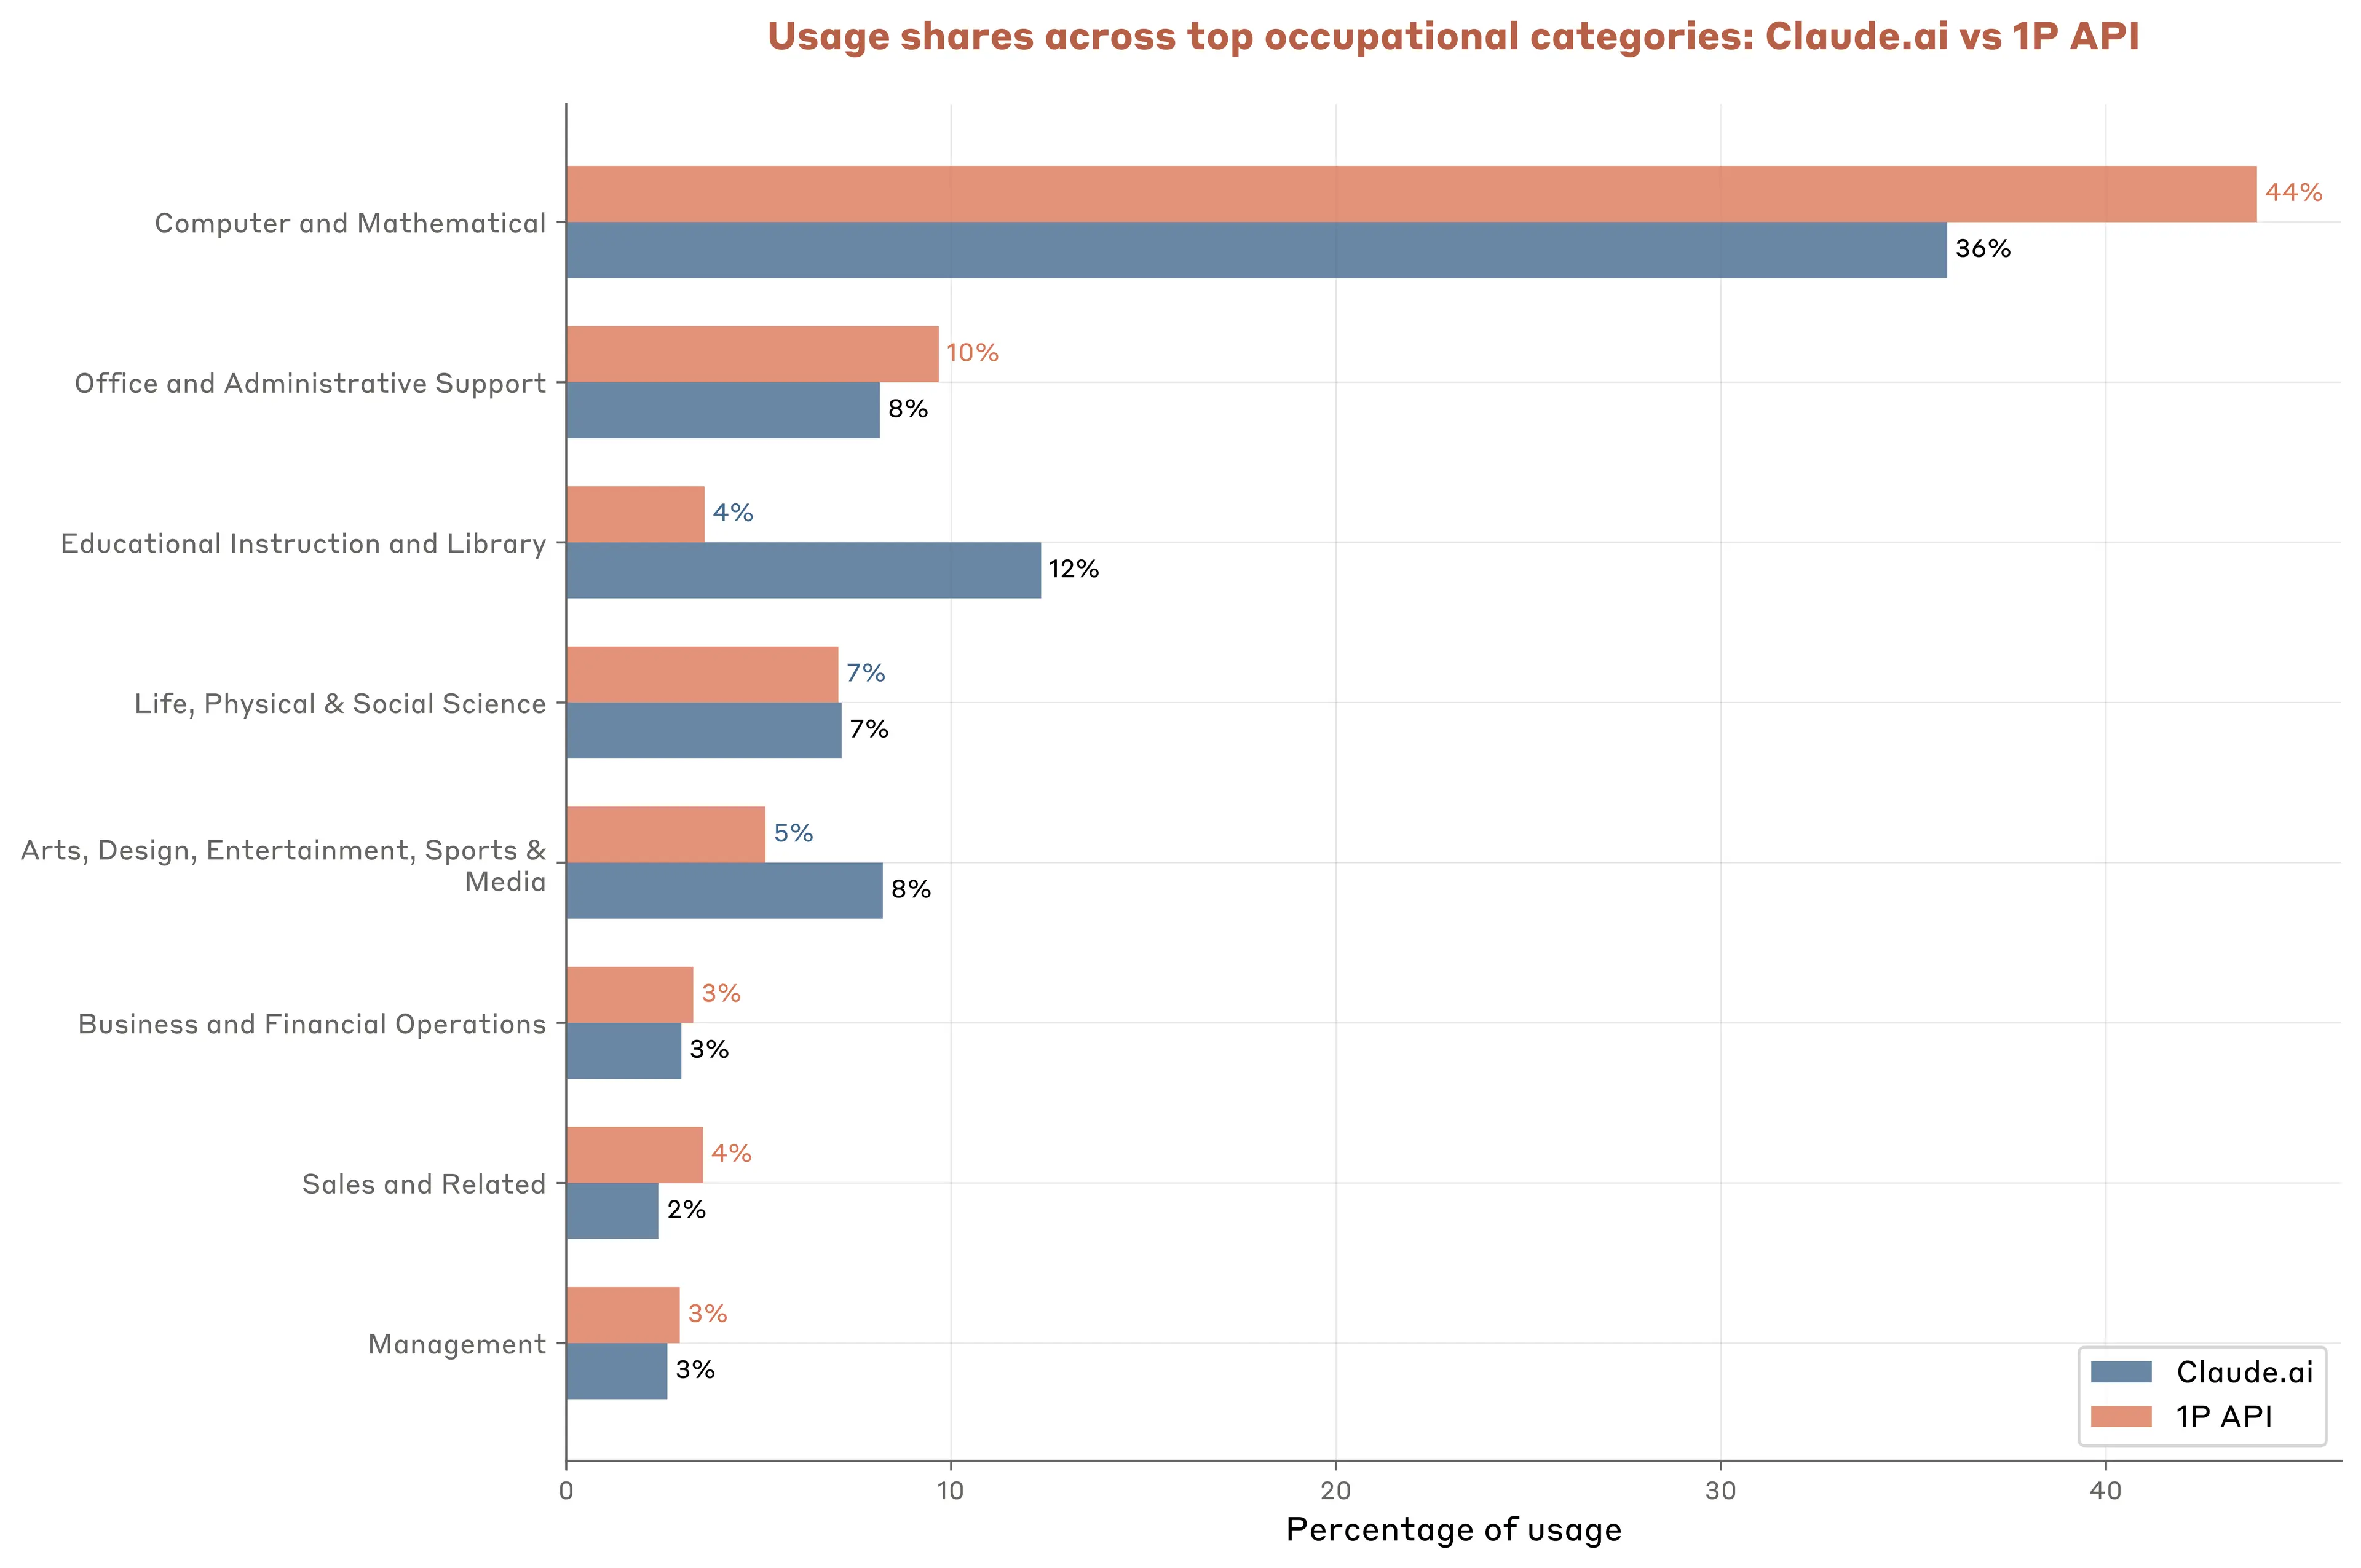 Usage shares across top occupational categories: Claude.ai vs 1P API
Computer and Mathematical
44%
36%
Office and Administrative Support
10%
8%
Educational Instruction and Library
4%
12%
Life, Physical & Social Science
7%
7%
Arts, Design, Entertainment, Sports &
Media
5%
8%
Business and Financial Operations
3%
3%
Sales and Related
4%
2%
Management
3%
3%
Claude.ai
1P API
0 10 20 30 40
Percentage of usage